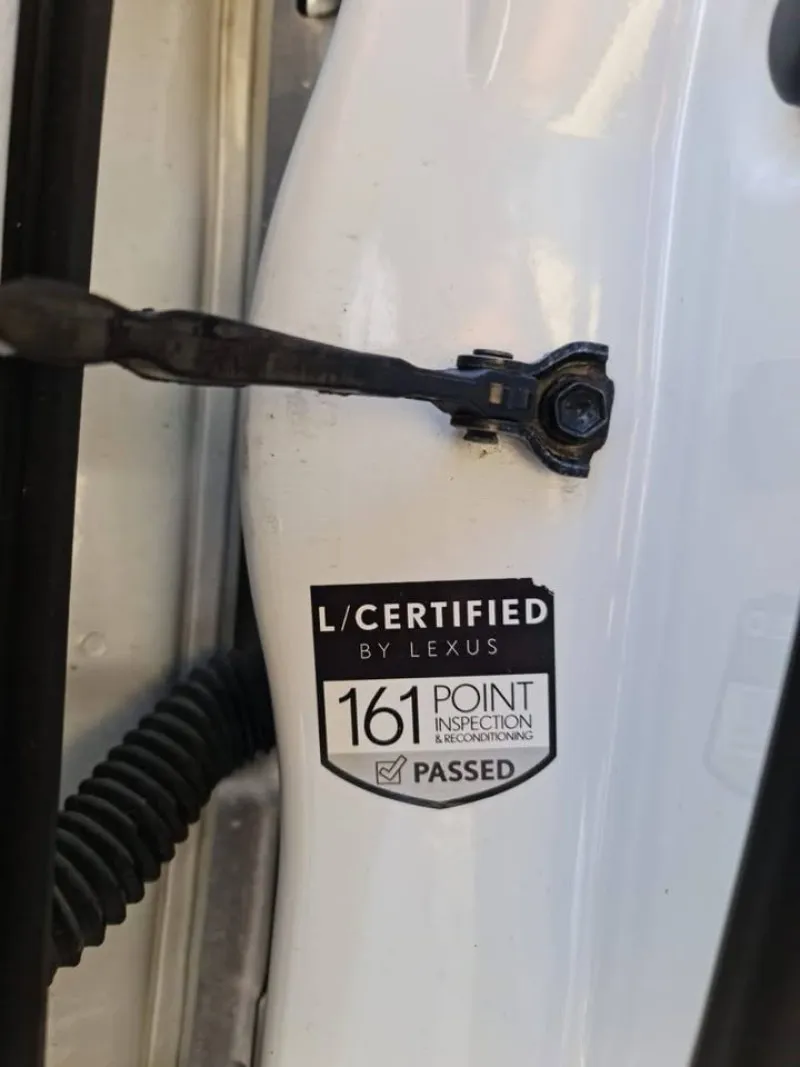 L/CERTIFIED
BY LEXUS
161 POINT
INSPECTION
& RECONDITIONING
PASSED